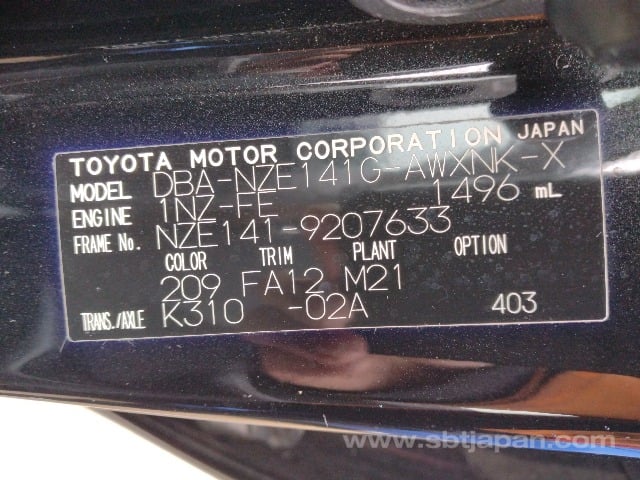 TOYOTA MOTOR CORPORATION JAPAN
MODEL DBA-NZE141G-AWXNK-X
ENGINE 1NZ-FE 1496 mL
FRAME No. NZE141-9207633
COLOR TRIM PLANT OPTION
209 FA12 M21
TRANS./AXLE K310 -02A 403
www.sbtjapan.com